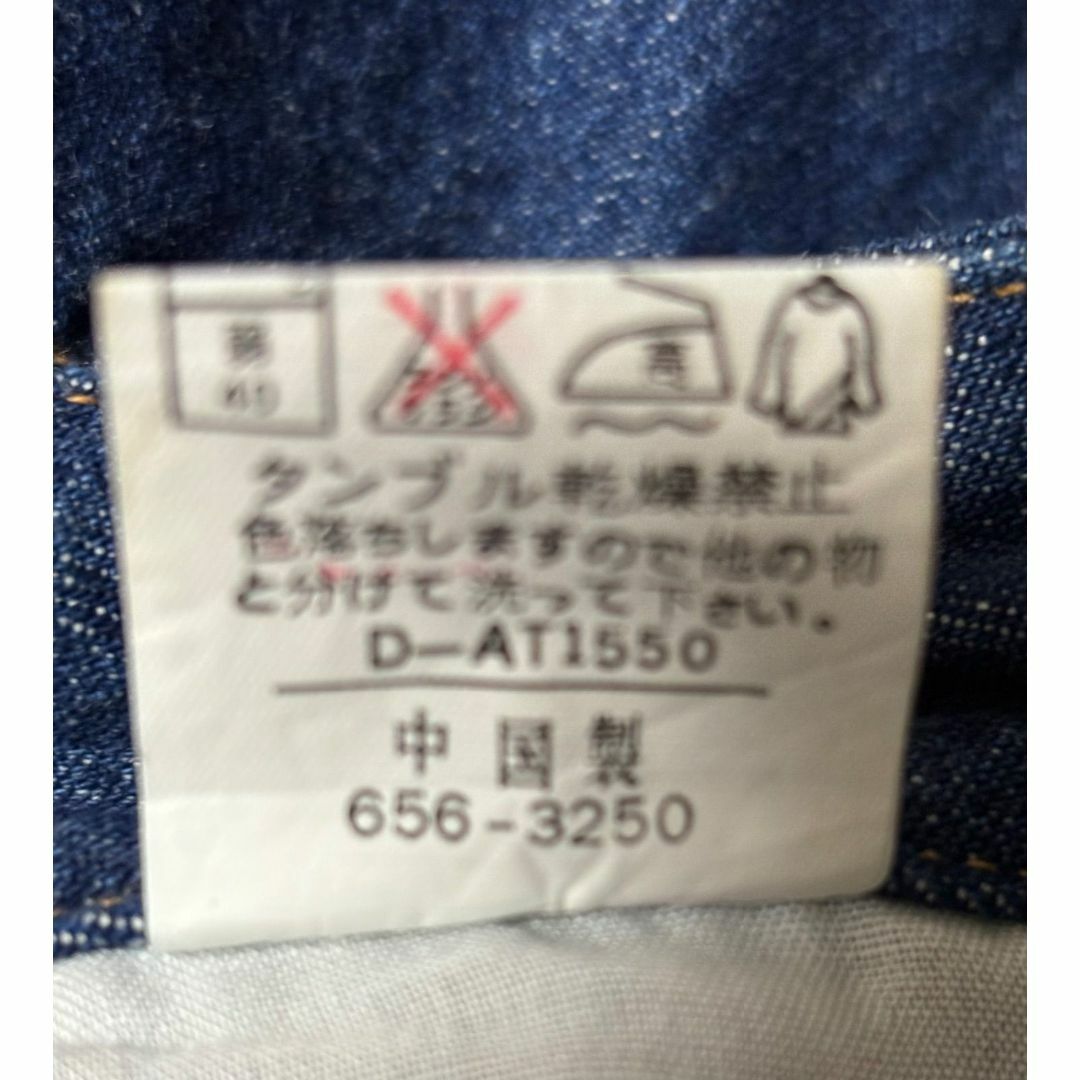 高
タンブル乾燥禁止
色落ちしますので他の物
と分けて洗って下さい。
D-AT1550
中国製
656-3250